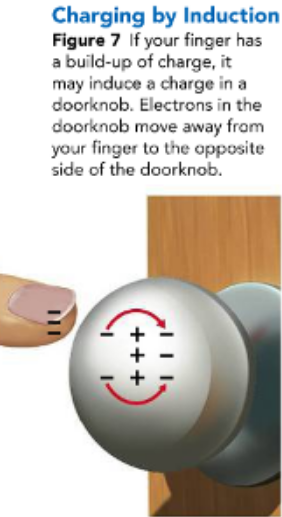 Charging by Induction
Figure 7 If your finger has
a build-up of charge, it
may induce a charge in a
doorknob. Electrons in the
doorknob move away from
your finger to the opposite
side of the doorknob.